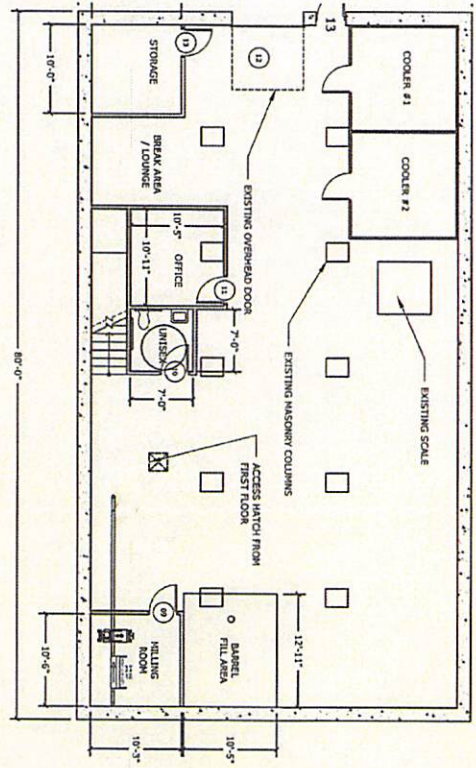 13
COOLER #1
COOLER #2
EXISTING SCALE
12
13
STORAGE
10'-0"
BREAK AREA
/ LOUNGE
EXISTING OVERHEAD DOOR
EXISTING MASONRY COLUMNS
10'-5"
10'-11"
OFFICE
11
7'-0"
UNISEX
10
7'-0"
ACCESS HATCH FROM
FIRST FLOOR
80'-0"
12'-11"
BARREL
FILL AREA
09
MILLING
ROOM
10'-6"
10'-3"
10'-5"